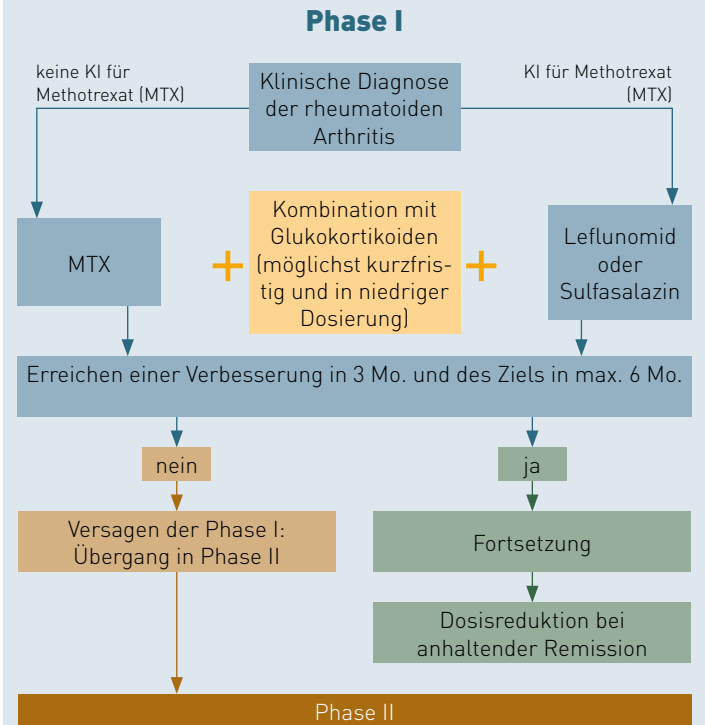 Phase I
keine KI für
Methotrexat (MTX)
Klinische Diagnose
der rheumatoiden
Arthritis
KI für Methotrexat
(MTX)
MTX
+
Kombination mit
Glukokortikoiden
(möglichst kurzfris-
tig und in niedriger
Dosierung)
+
Leflunomid
oder
Sulfasalazin
Erreichen einer Verbesserung in 3 Mo. und des Ziels in max. 6 Mo.
nein
ja
Versagen der Phase I:
Übergang in Phase II
Fortsetzung
Dosisreduktion bei
anhaltender Remission
Phase II